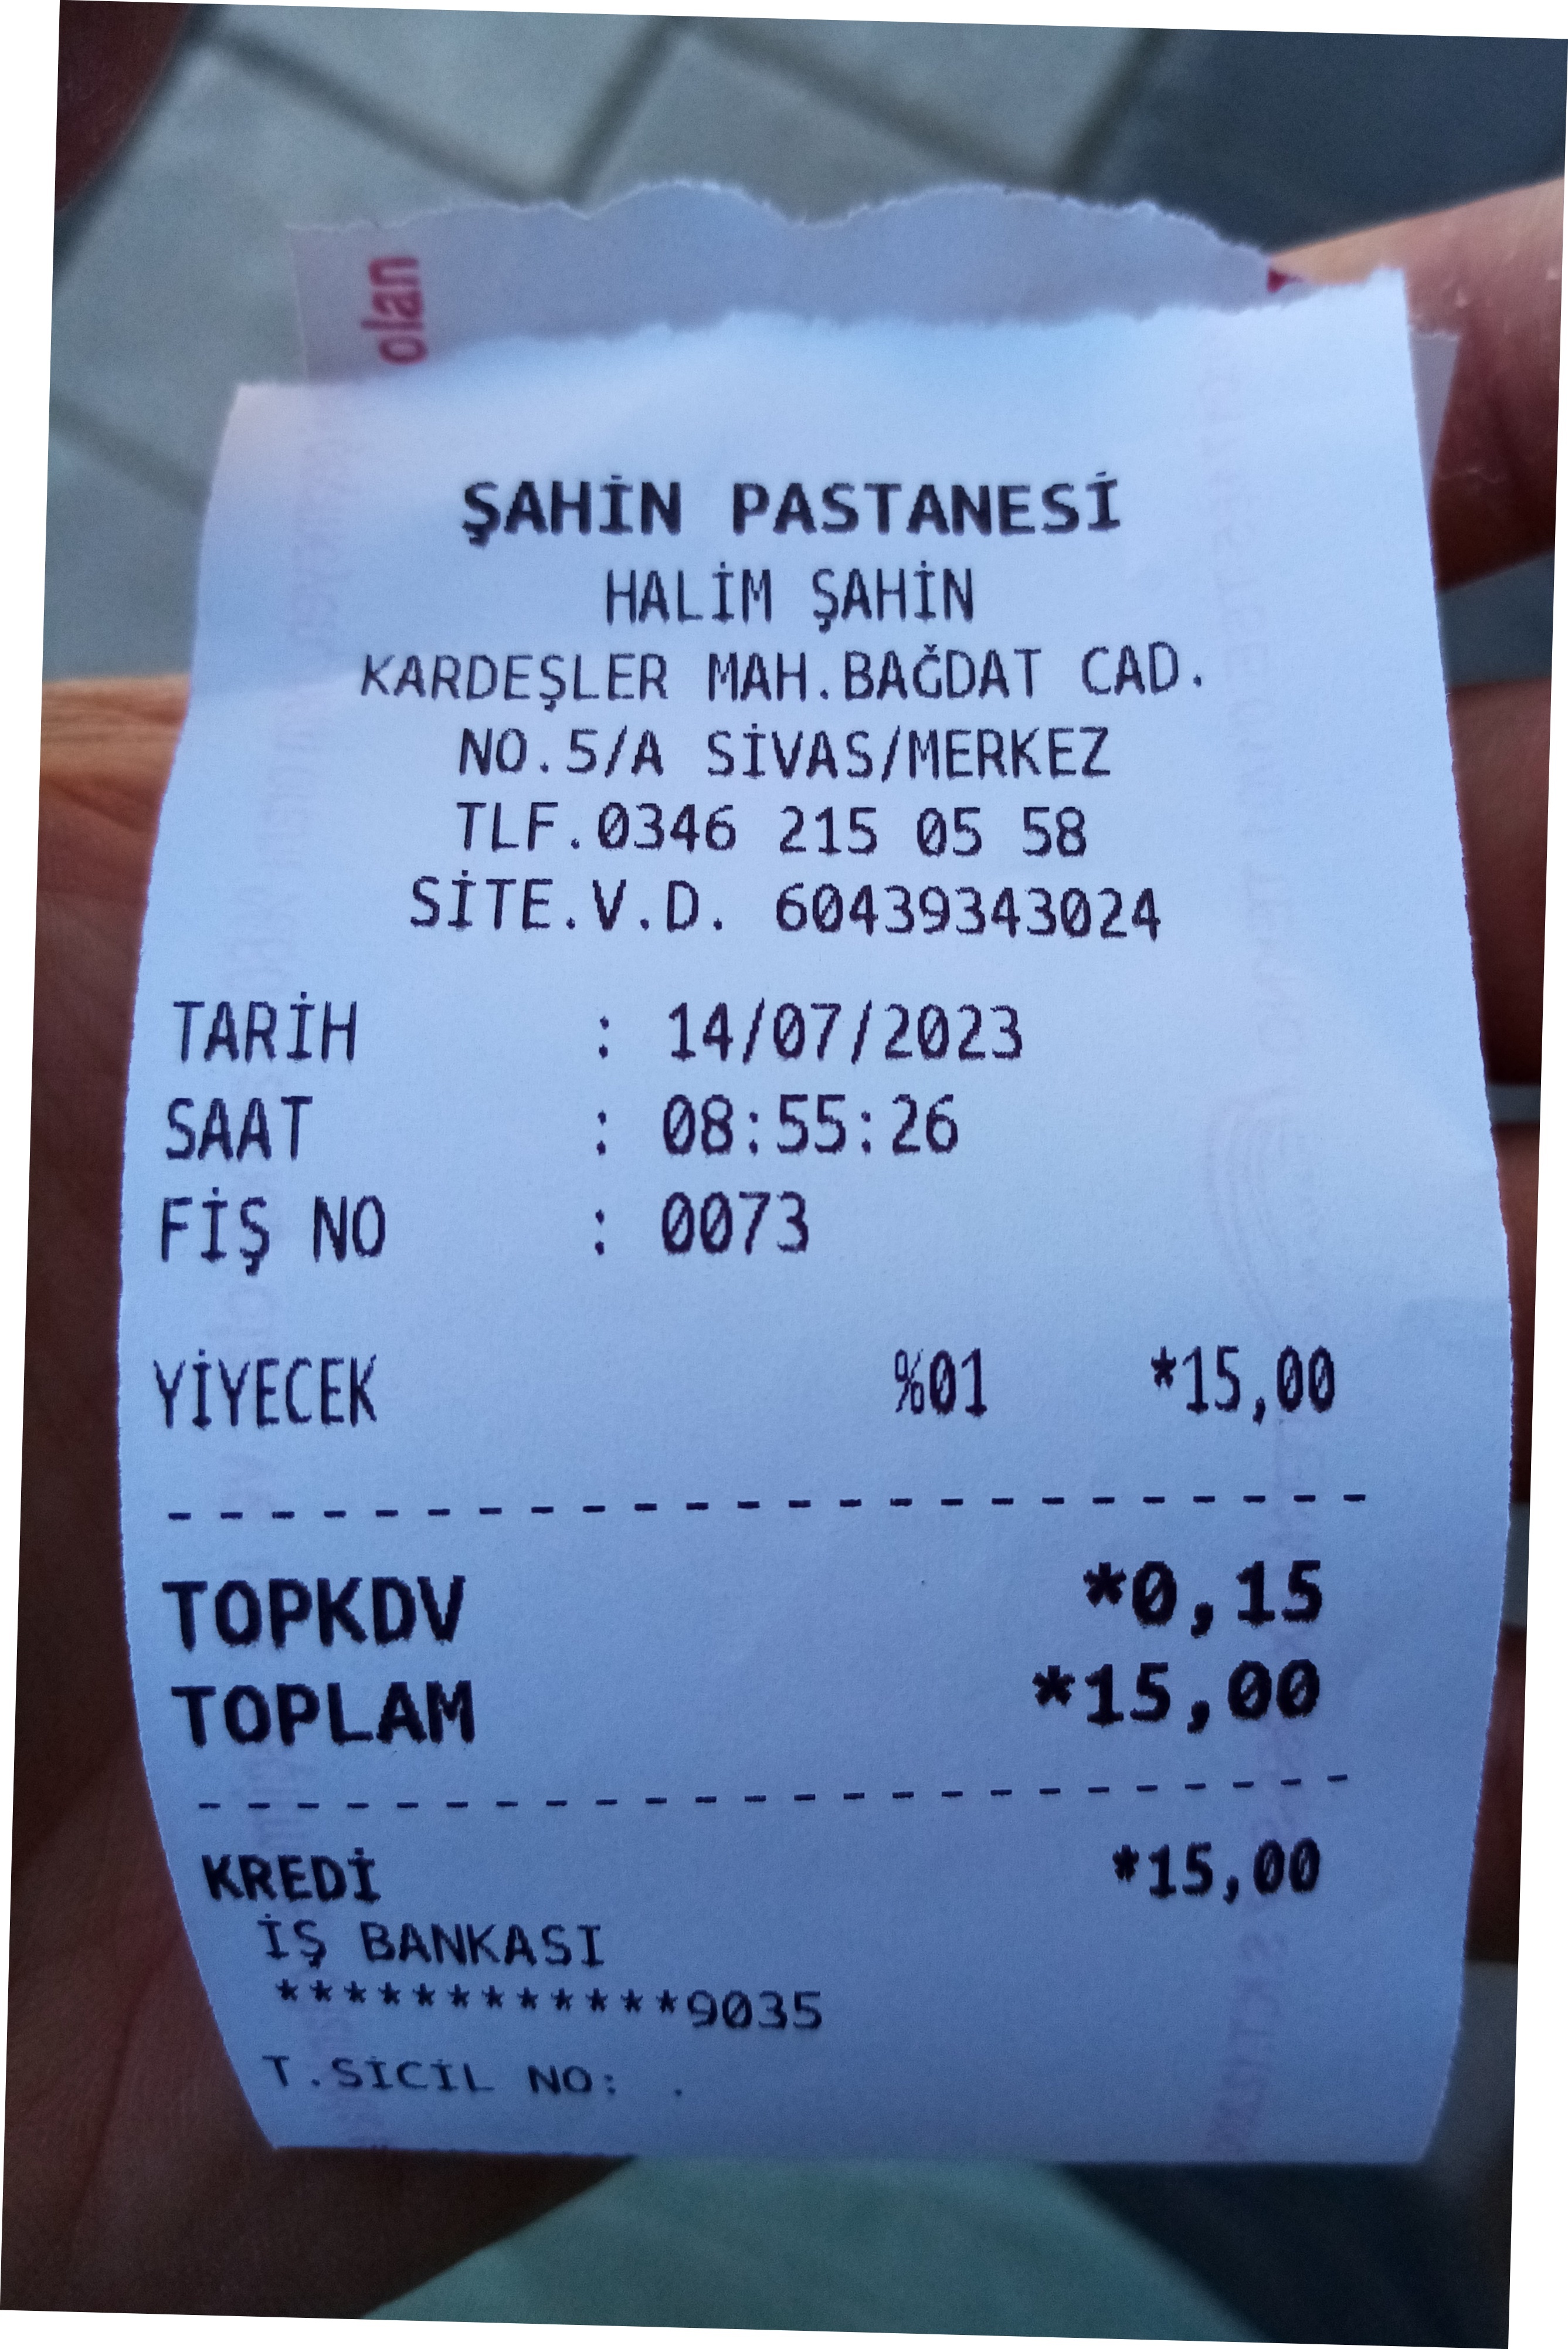 olan
ŞAHİN PASTANESİ
HALİM ŞAHİN
KARDEŞLER MAH.BAĞDAT CAD.
NO.5/A SİVAS/MERKEZ
TLF.0346 215 05 58
SİTE.V.D. 60439343024
TARİH : 14/07/2023
SAAT : 08:55:26
FİŞ NO : 0073
YİYECEK %01 *15,00
TOPKDV *0,15
TOPLAM *15,00
KREDİ *15,00
İŞ BANKASI
************9035
T.SİCİL NO: .